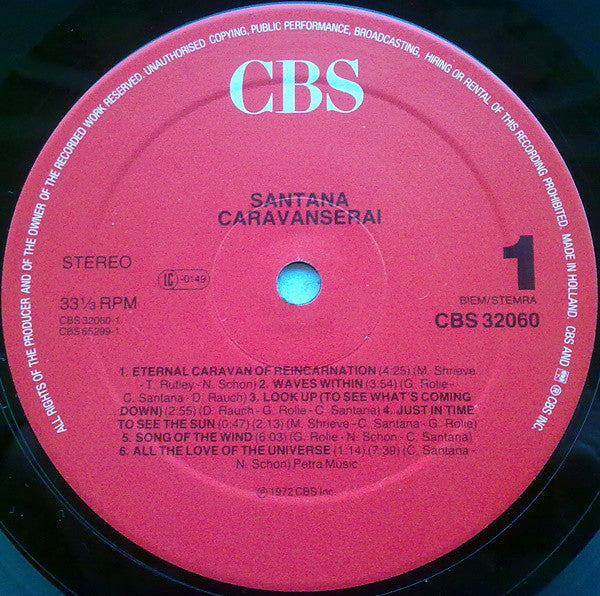 ALL RIGHTS OF THE PRODUCER AND OF THE OWNER OF THE RECORDED WORK RESERVED. UNAUTHORISED COPYING, PUBLIC PERFORMANCE, BROADCASTING, HIRING OR RENTAL OF THIS RECORDING PROHIBITED. MADE IN HOLLAND. CBS AND ® CBS INC.
CBS
SANTANA
CARAVANSERAI
STEREO
LC -0149
1
33⅓ RPM
BIEM/STEMRA
CBS 32060-1
CBS 65299-1
CBS 32060
1. ETERNAL CARAVAN OF REINCARNATION (4:25) (M. Shrieve -
T. Rutley - N. Schon) 2. WAVES WITHIN (3:54) (G. Rolie -
C. Santana - D. Rauch) 3. LOOK UP (TO SEE WHAT'S COMING
DOWN) (2:55) (D. Rauch - G. Rolie - C. Santana) 4. JUST IN TIME
TO SEE THE SUN (0:47) (2:13) (M. Shrieve - C. Santana - G. Rolie)
5. SONG OF THE WIND (6:03) (G. Rolie - N. Schon - C. Santana)
6. ALL THE LOVE OF THE UNIVERSE (1:14) (7:39) (C. Santana -
N. Schon) Petra Music
℗ 1972 CBS Inc.